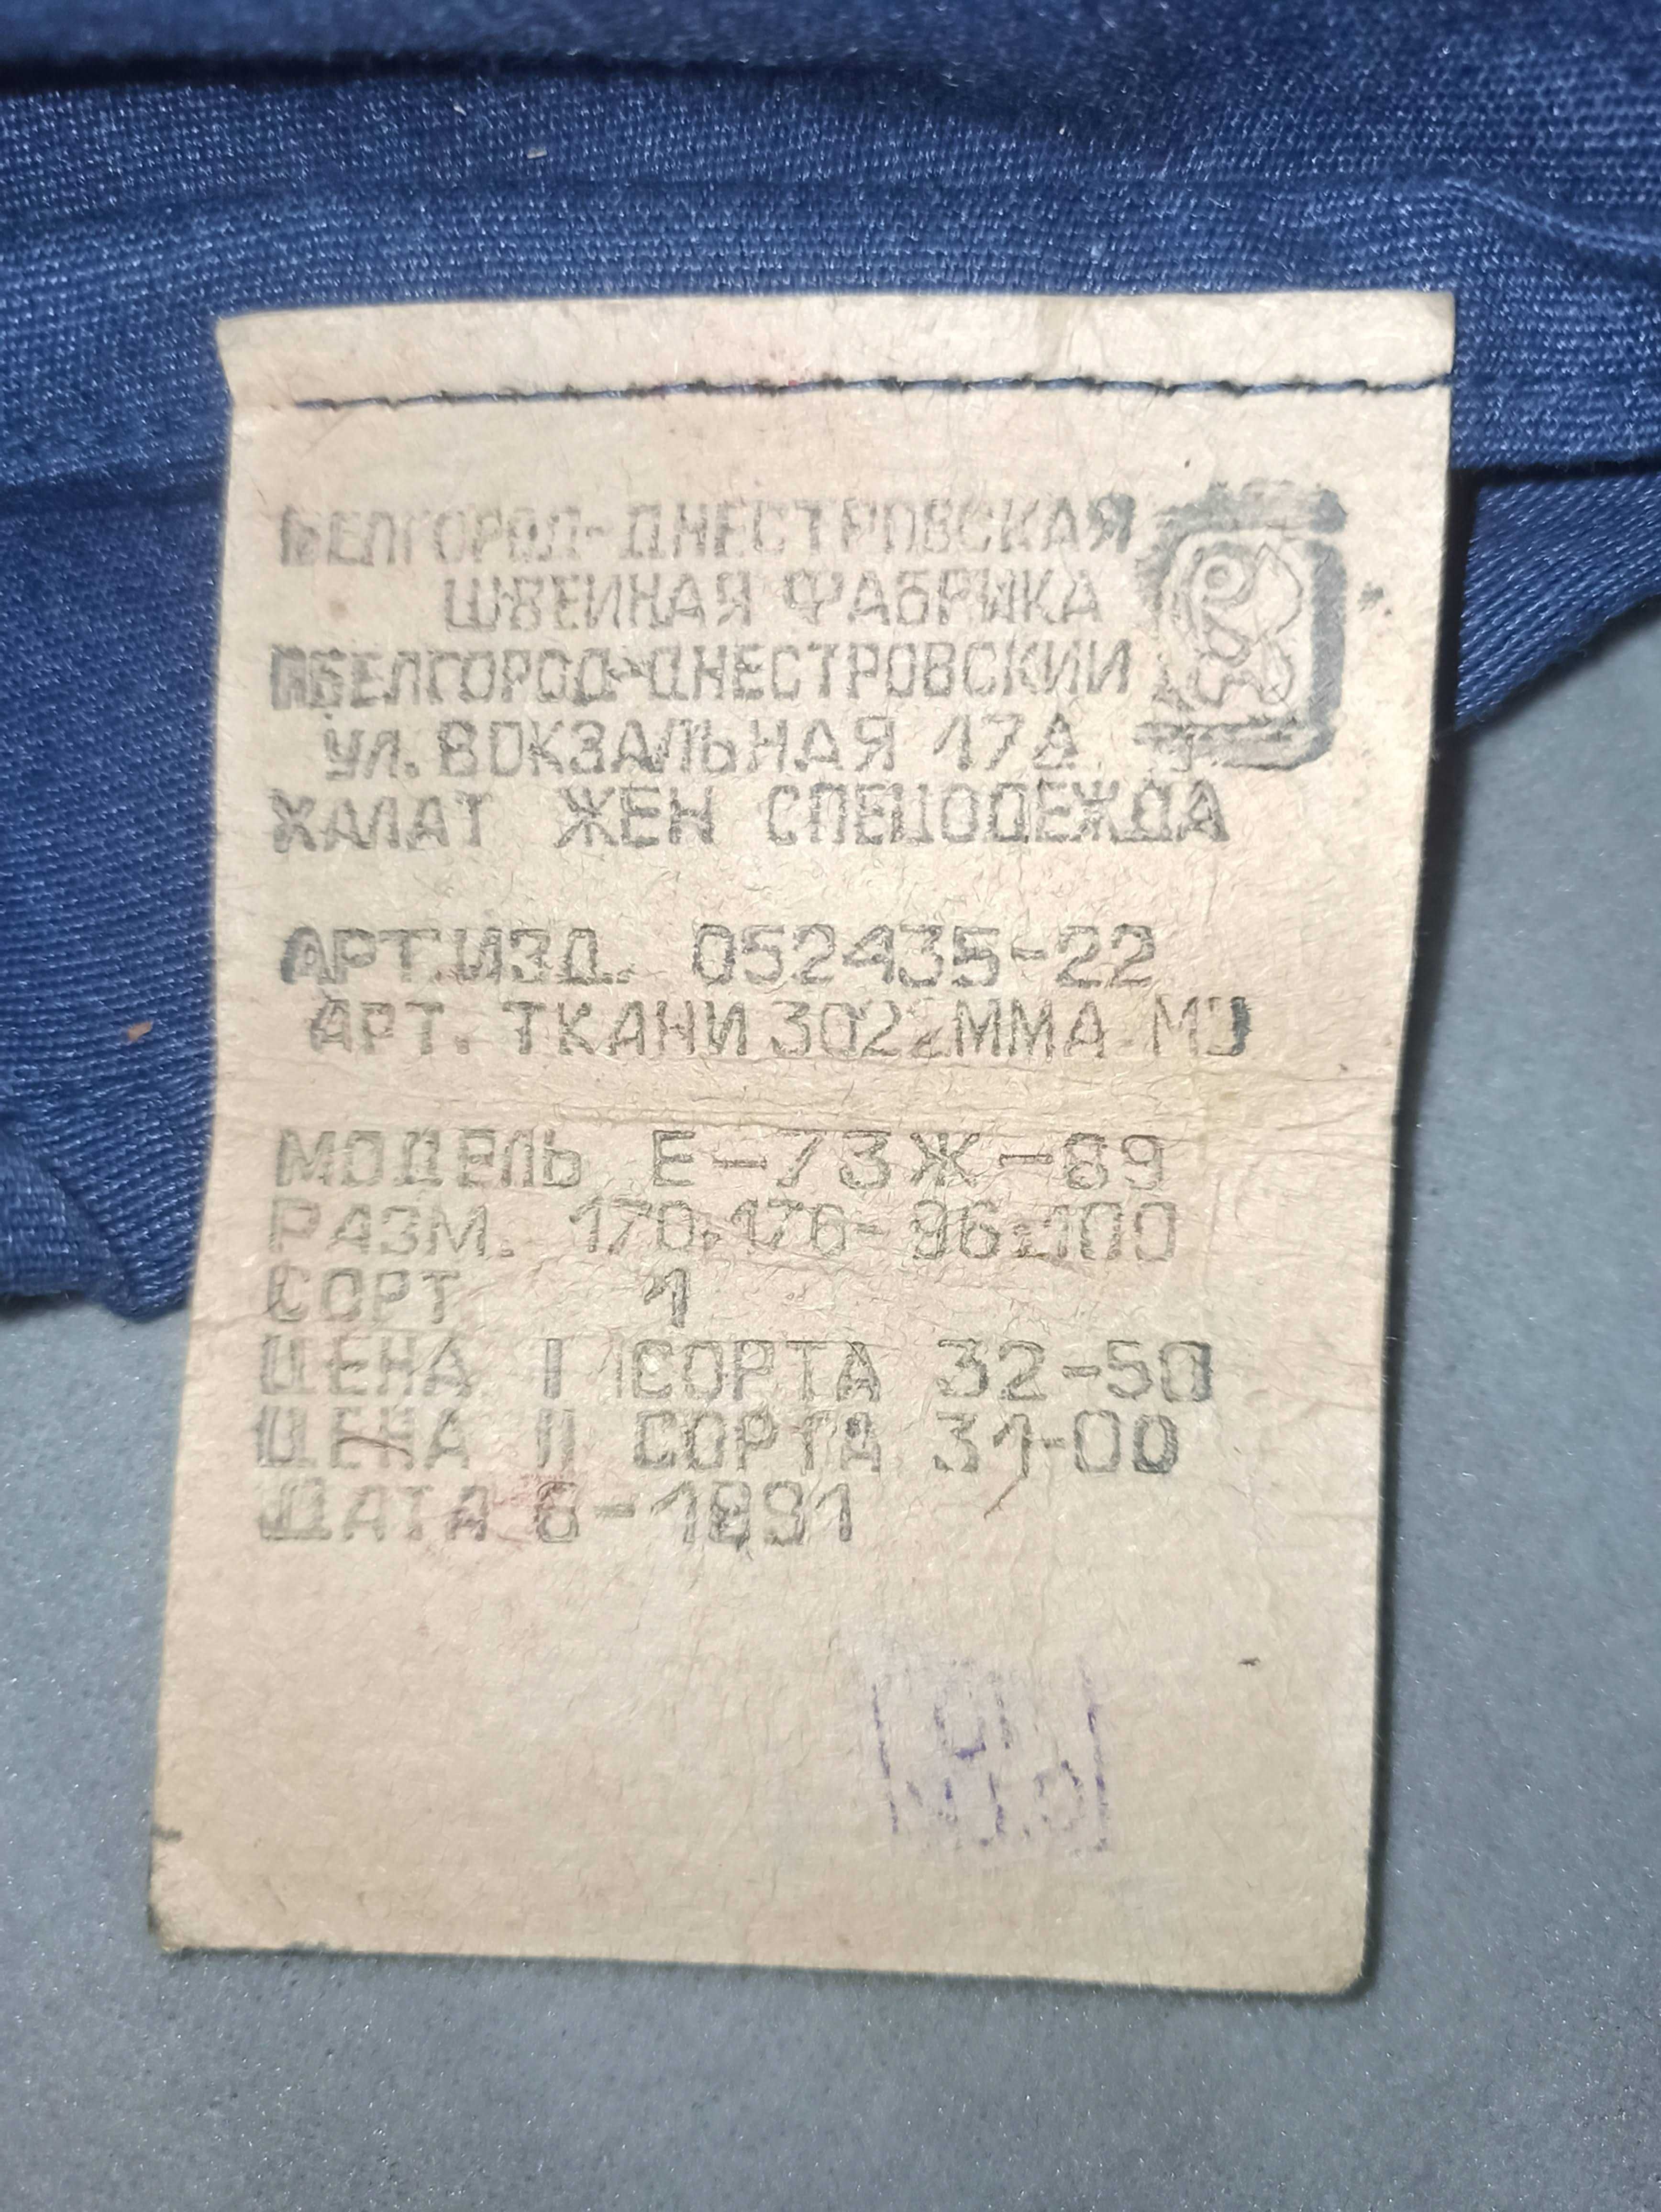 БЕЛГОРОД-ДНЕСТРОВСКАЯ
ШВЕЙНАЯ ФАБРИКА
БЕЛГОРОД-ДНЕСТРОВСКИЙ
УЛ. ВОКЗАЛЬНАЯ 17А
ХАЛАТ ЖЕН СПЕЦОДЕЖДА
АРТ.ИЗД. 052435-22
АРТ. ТКАНИ 3022ММА
МОДЕЛЬ Е-73Ж-89
РАЗМ. 170,176-96-100
СОРТ 1
ЦЕНА I СОРТА 32-50
ЦЕНА II СОРТА 31-00
ДАТА 8-1991